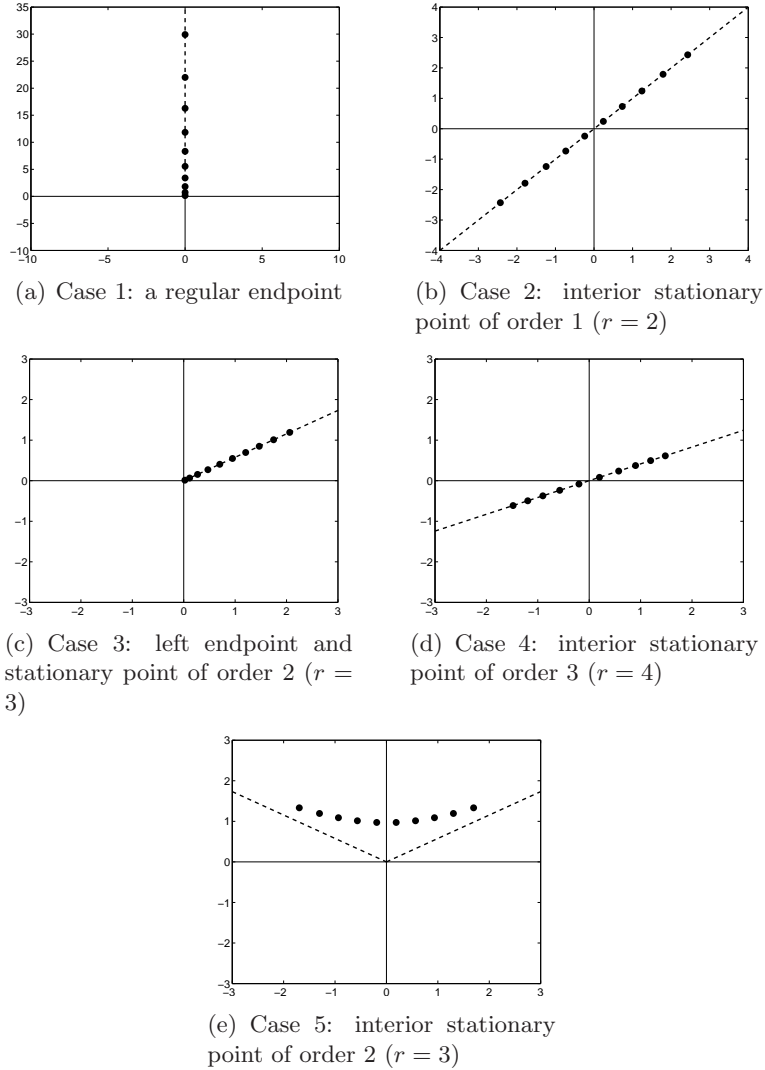 35
30
25
20
15
10
5
0
−5
−10
−10 −5 0 5 10
(a) Case 1: a regular endpoint
4
3
2
1
0
−1
−2
−3
−4
−4 −3 −2 −1 0 1 2 3 4
(b) Case 2: interior stationary
point of order 1 (r = 2)
3
2
1
0
−1
−2
−3
−3 −2 −1 0 1 2 3
(c) Case 3: left endpoint and
stationary point of order 2 (r =
3)
3
2
1
0
−1
−2
−3
−3 −2 −1 0 1 2 3
(d) Case 4: interior stationary
point of order 3 (r = 4)
3
2
1
0
−1
−2
−3
−3 −2 −1 0 1 2 3
(e) Case 5: interior stationary
point of order 2 (r = 3)